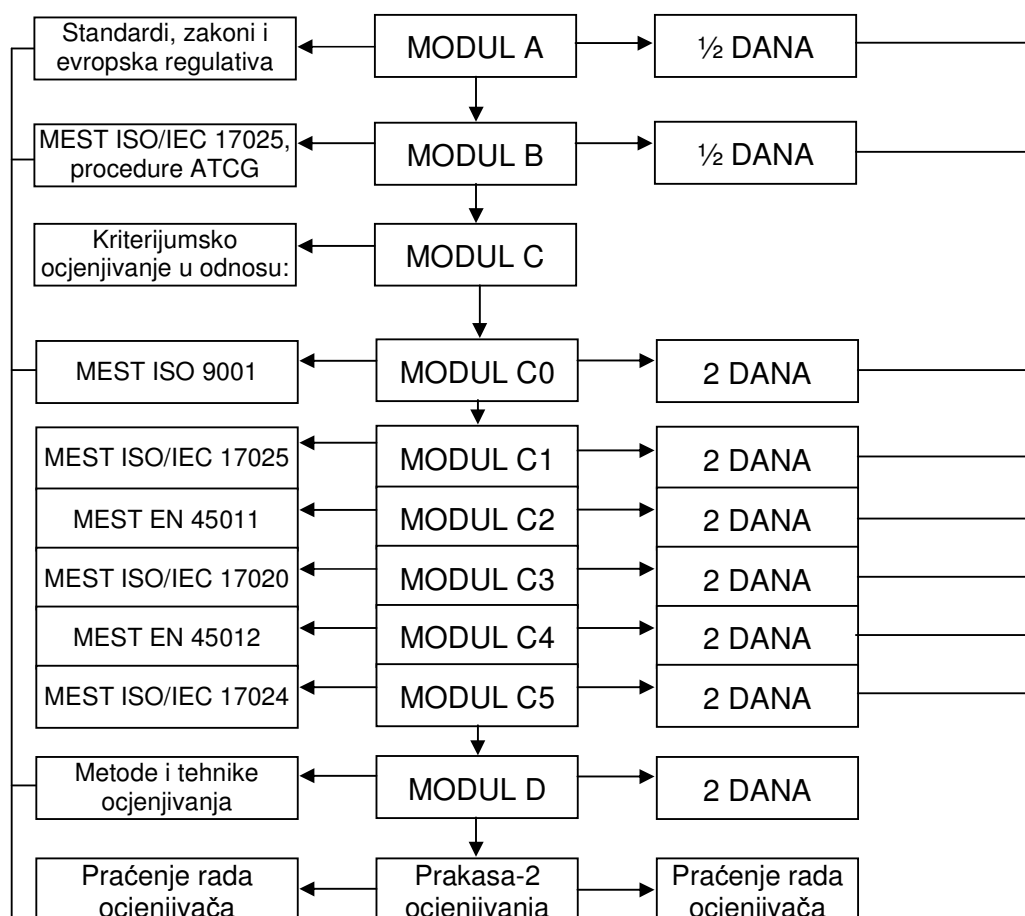 Standardi, zakoni i
evropska regulativa
MODUL A
½ DANA
MEST ISO/IEC 17025,
procedure ATCG
MODUL B
½ DANA
Kriterijumsko
ocjenjivanje u odnosu:
MODUL C
MEST ISO 9001
MODUL C0
2 DANA
MEST ISO/IEC 17025
MODUL C1
2 DANA
MEST EN 45011
MODUL C2
2 DANA
MEST ISO/IEC 17020
MODUL C3
2 DANA
MEST EN 45012
MODUL C4
2 DANA
MEST ISO/IEC 17024
MODUL C5
2 DANA
Metode i tehnike
ocjenjivanja
MODUL D
2 DANA
Praćenje rada
ocjenjivača
Prakasa-2
ocjenjivanja
Praćenje rada
ocjenjivača